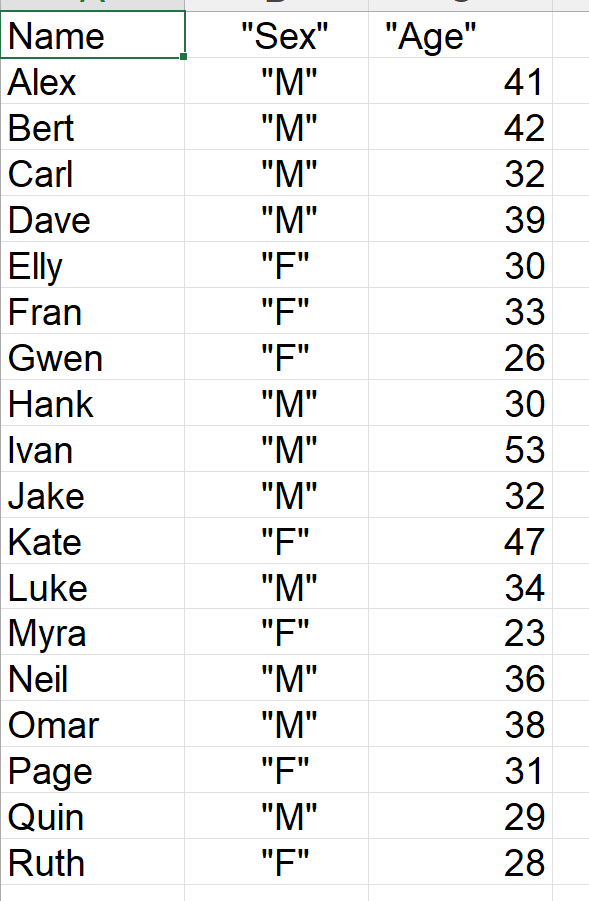 Name "Sex" "Age"
Alex "M" 41
Bert "M" 42
Carl "M" 32
Dave "M" 39
Elly "F" 30
Fran "F" 33
Gwen "F" 26
Hank "M" 30
Ivan "M" 53
Jake "M" 32
Kate "F" 47
Luke "M" 34
Myra "F" 23
Neil "M" 36
Omar "M" 38
Page "F" 31
Quin "M" 29
Ruth "F" 28